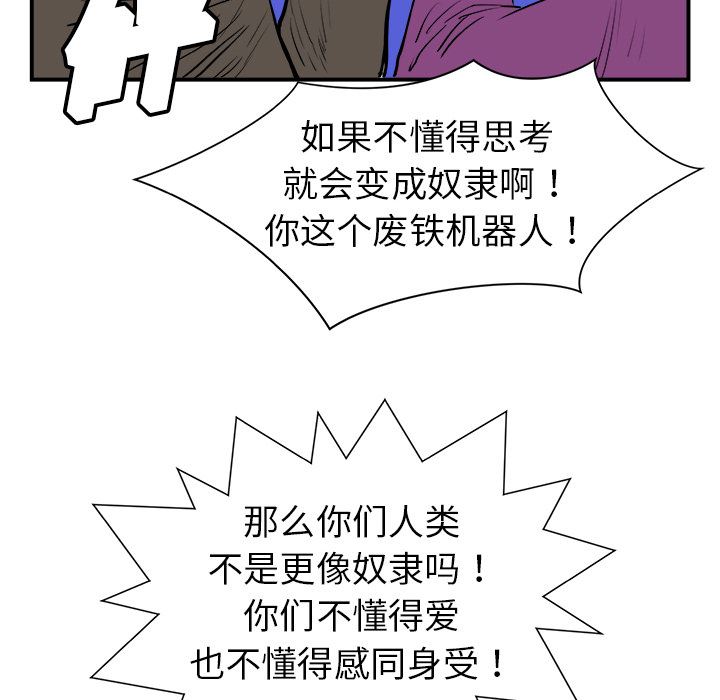 如果不懂得思考
就会变成奴隶啊！
你这个废铁机器人！
那么你们人类
不是更像奴隶吗！
你们不懂得爱
也不懂得感同身受！